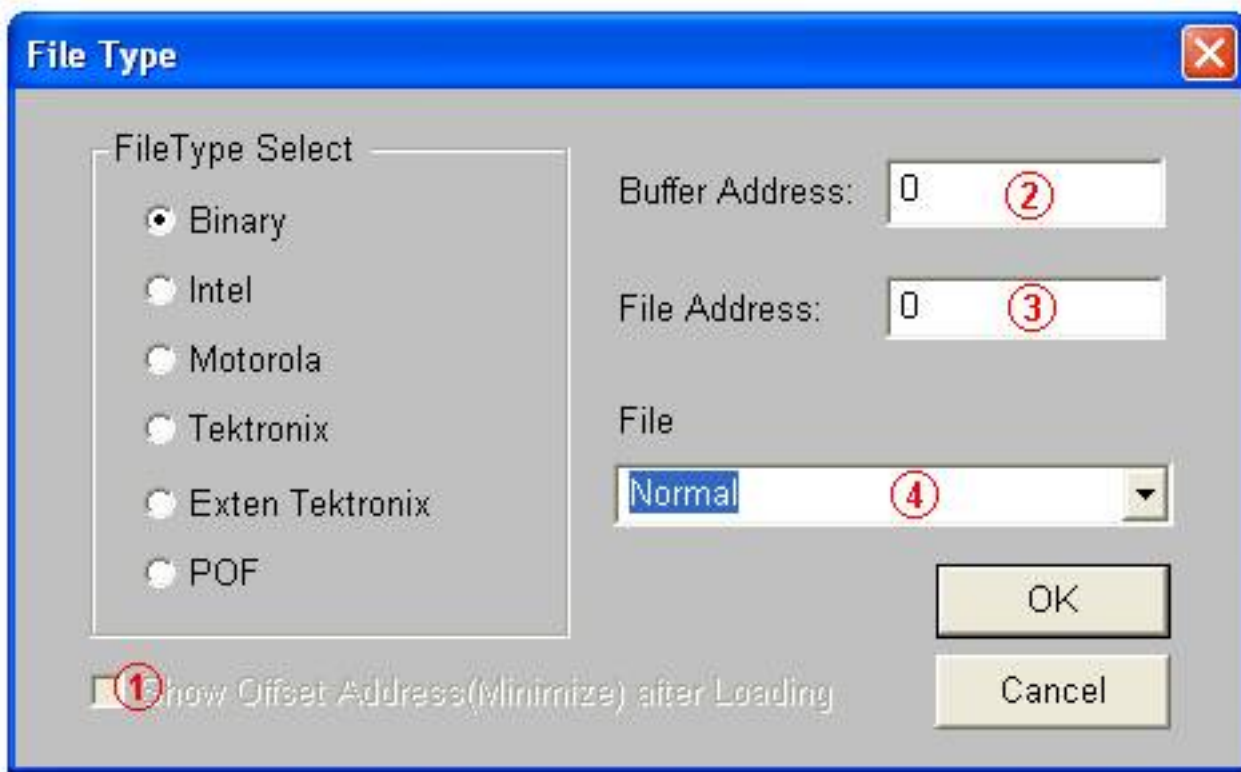 File Type
FileType Select
Binary
Intel
Motorola
Tektronix
Exten Tektronix
POF
1 Show Offset Address(Minimize) after Loading
Buffer Address: 0 2
File Address: 0 3
File
Normal 4
OK
Cancel